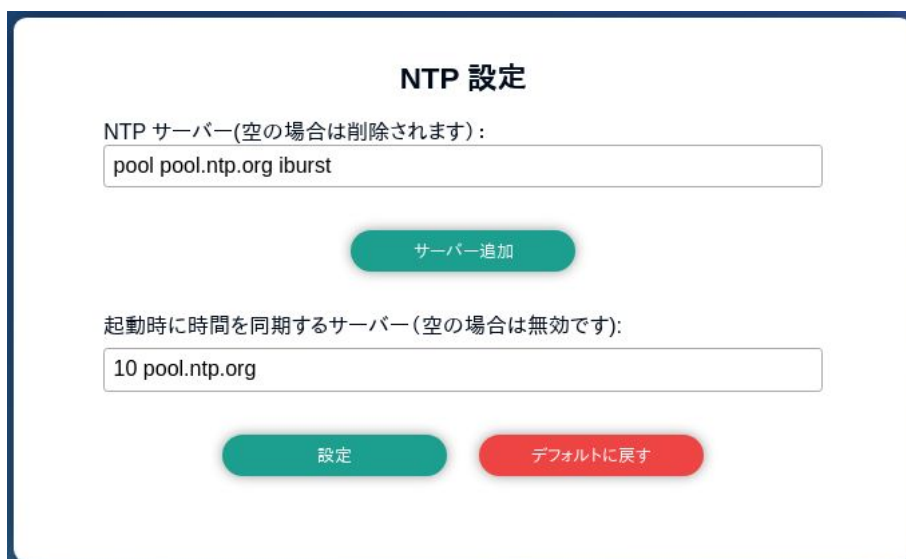 NTP 設定
NTP サーバー(空の場合は削除されます）:
pool pool.ntp.org iburst
サーバー追加
起動時に時間を同期するサーバー（空の場合は無効です):
10 pool.ntp.org
設定 デフォルトに戻す